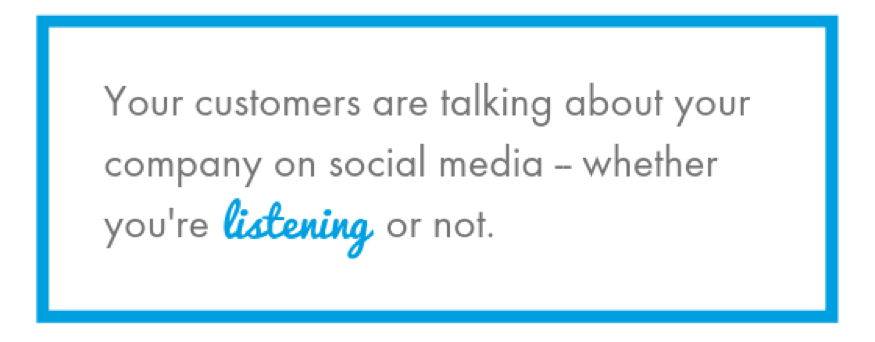 Your customers are talking about your
company on social media – whether
you're listening or not.